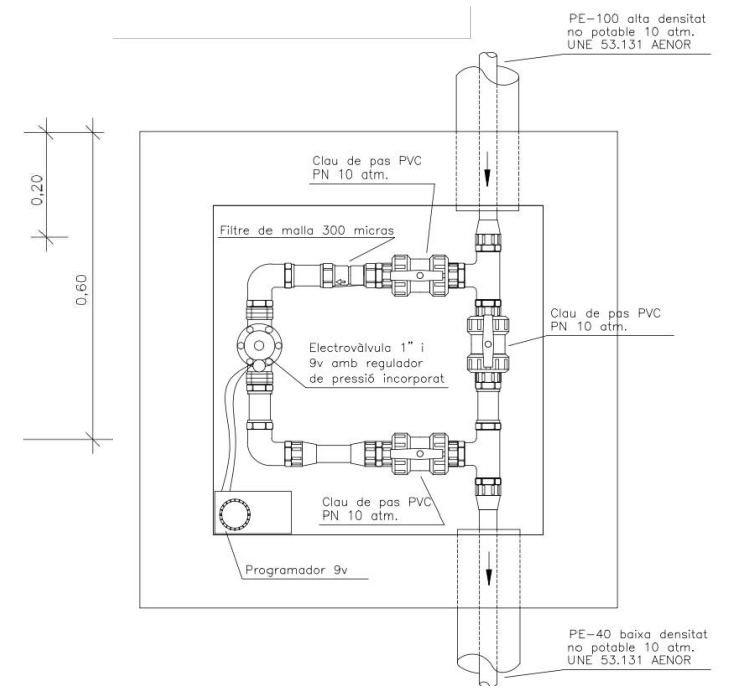 PE-100 alta densitat
no potable 10 atm.
UNE 53.131 AENOR
Clau de pas PVC
PN 10 atm.
0,20
Filtre de malla 300 micras
0,60
Clau de pas PVC
PN 10 atm.
Electrovàlvula 1" i
9v amb regulador
de pressió incorporat
Clau de pas PVC
PN 10 atm.
Programador 9v
PE-40 baixa densitat
no potable 10 atm.
UNE 53.131 AENOR